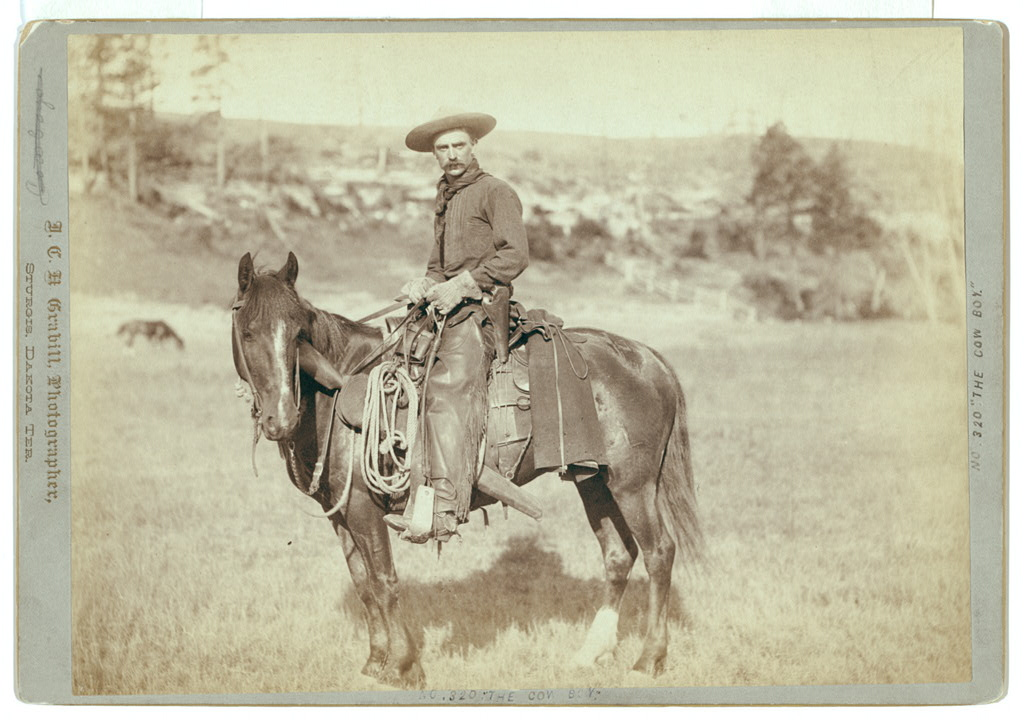 J. C. H. Grabill, Photographer,
STURGIS, DAKOTA TER.
NO. 320 "THE COW BOY."
NO. 320 "THE COW BOY."